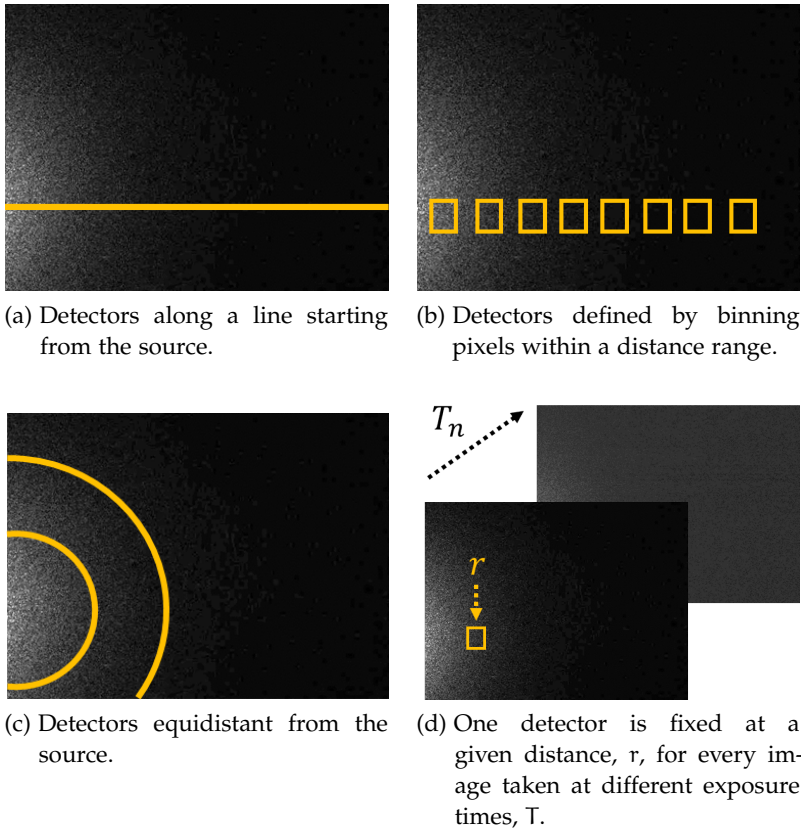 (a) Detectors along a line starting
from the source.
(b) Detectors defined by binning
pixels within a distance range.
(c) Detectors equidistant from the
source.
T_n
r
(d) One detector is fixed at a
given distance, r, for every im-
age taken at different exposure
times, T.